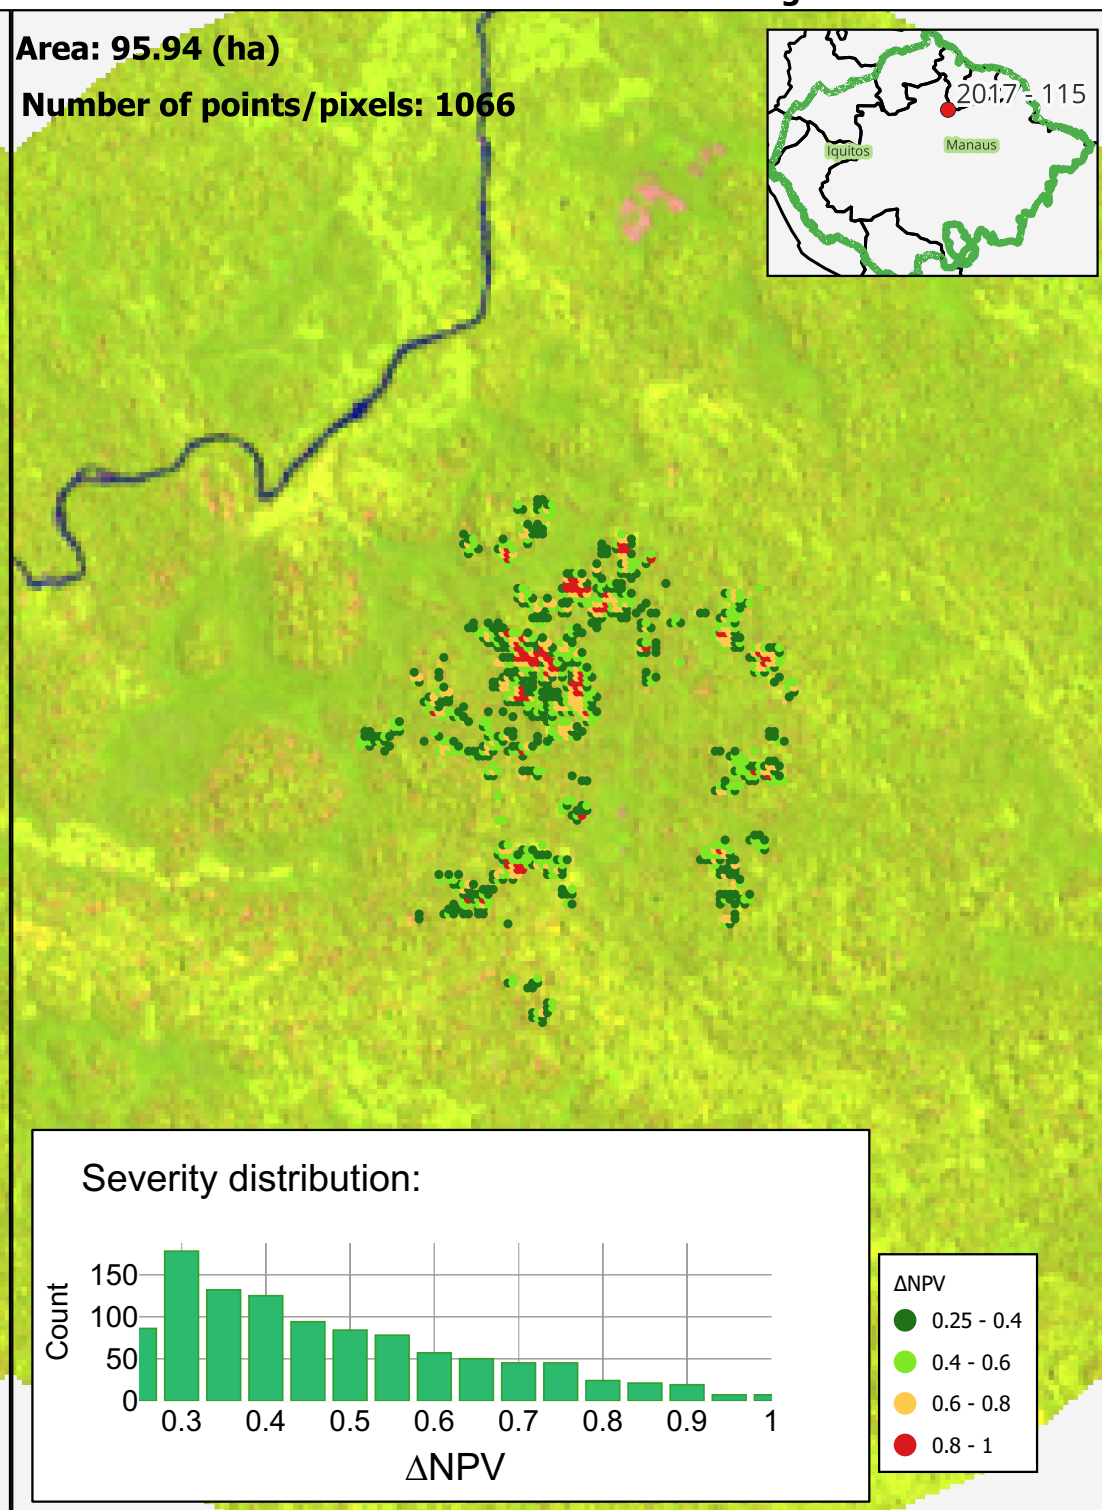 Area: 95.94 (ha)
Number of points/pixels: 1066
2017 - 115
Iquitos
Manaus
Severity distribution:
Count
150
100
50
0
0.3 0.4 0.5 0.6 0.7 0.8 0.9 1
ΔNPV
ΔNPV
0.25 - 0.4
0.4 - 0.6
0.6 - 0.8
0.8 - 1